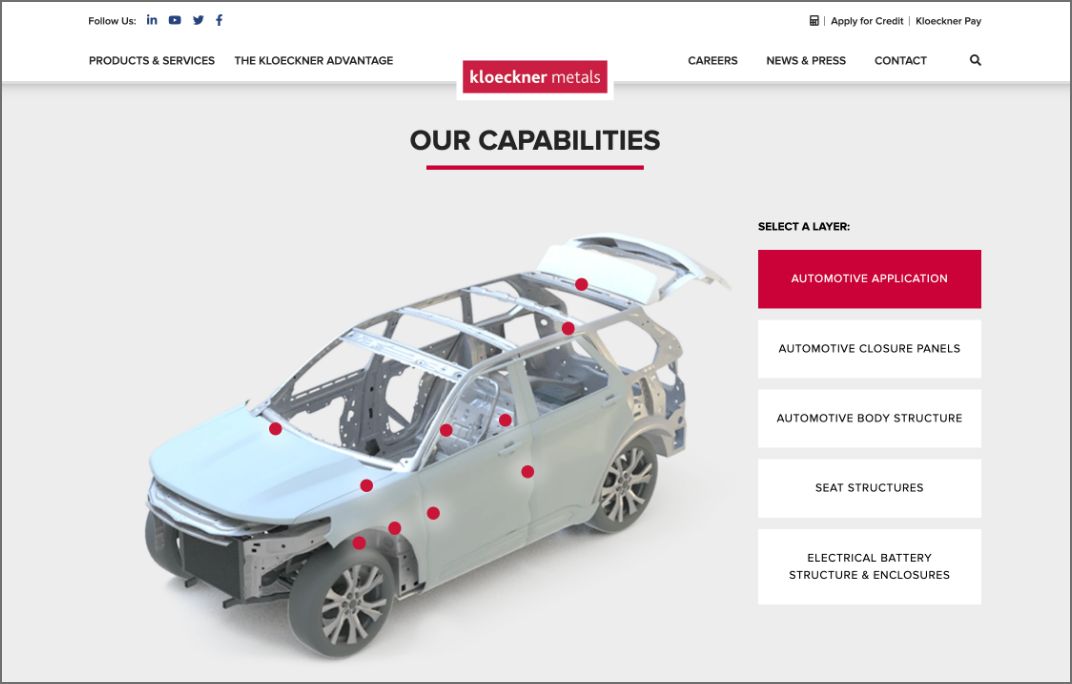 Follow Us:
Apply for Credit | Kloeckner Pay
PRODUCTS & SERVICES THE KLOECKNER ADVANTAGE
kloeckner metals
CAREERS NEWS & PRESS CONTACT
OUR CAPABILITIES
SELECT A LAYER:
AUTOMOTIVE APPLICATION
AUTOMOTIVE CLOSURE PANELS
AUTOMOTIVE BODY STRUCTURE
SEAT STRUCTURES
ELECTRICAL BATTERY
STRUCTURE & ENCLOSURES